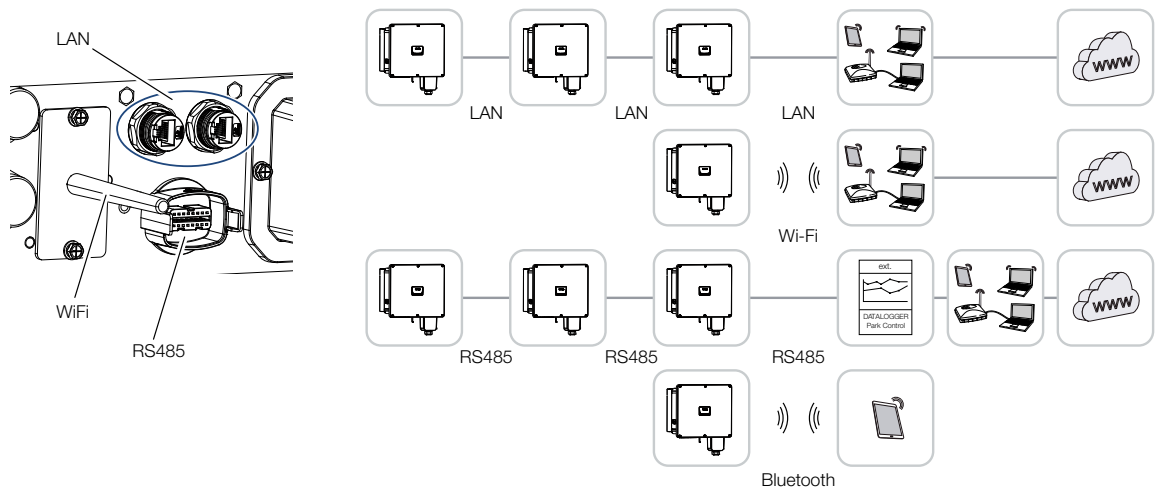 LAN
WiFi
RS485
LAN
LAN
LAN
WWW
Wi-Fi
WWW
ext.
DATALOGGER
Park Control
WWW
RS485
RS485
RS485
Bluetooth